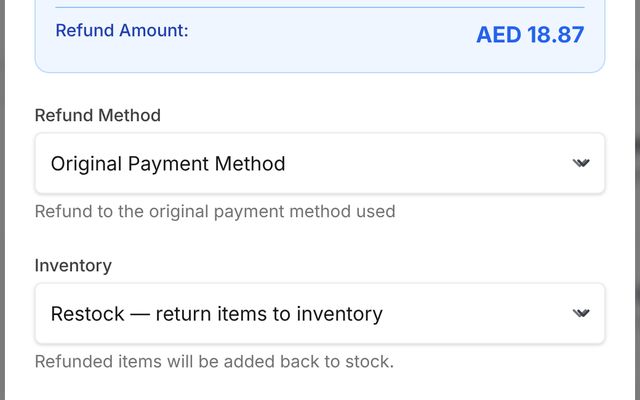 Refund Amount:
AED 18.87
Refund Method
Original Payment Method
Refund to the original payment method used
Inventory
Restock — return items to inventory
Refunded items will be added back to stock.